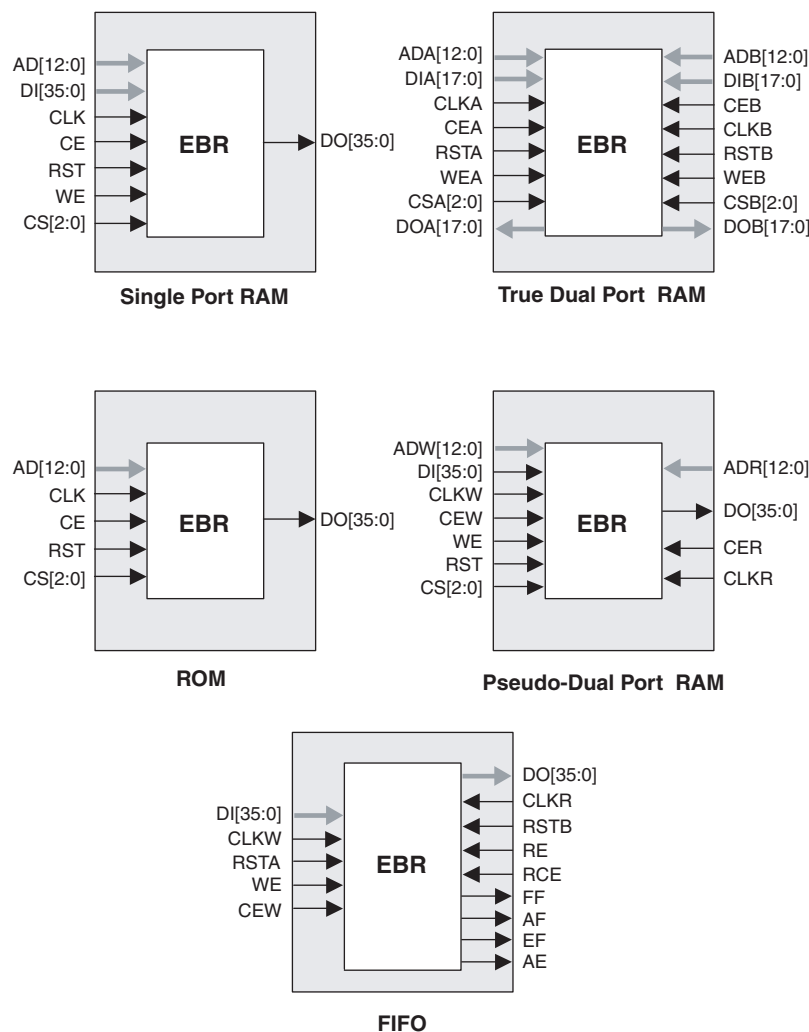 AD[12:0]
DI[35:0]
CLK
CE
RST
WE
CS[2:0]
EBR
DO[35:0]
Single Port RAM
ADA[12:0]
DIA[17:0]
CLKA
CEA
RSTA
WEA
CSA[2:0]
DOA[17:0]
EBR
ADB[12:0]
DIB[17:0]
CEB
CLKB
RSTB
WEB
CSB[2:0]
DOB[17:0]
True Dual Port RAM
AD[12:0]
CLK
CE
RST
CS[2:0]
EBR
DO[35:0]
ROM
ADW[12:0]
DI[35:0]
CLKW
CEW
WE
RST
CS[2:0]
EBR
ADR[12:0]
DO[35:0]
CER
CLKR
Pseudo-Dual Port RAM
DI[35:0]
CLKW
RSTA
WE
CEW
EBR
DO[35:0]
CLKR
RSTB
RE
RCE
FF
AF
EF
AE
FIFO